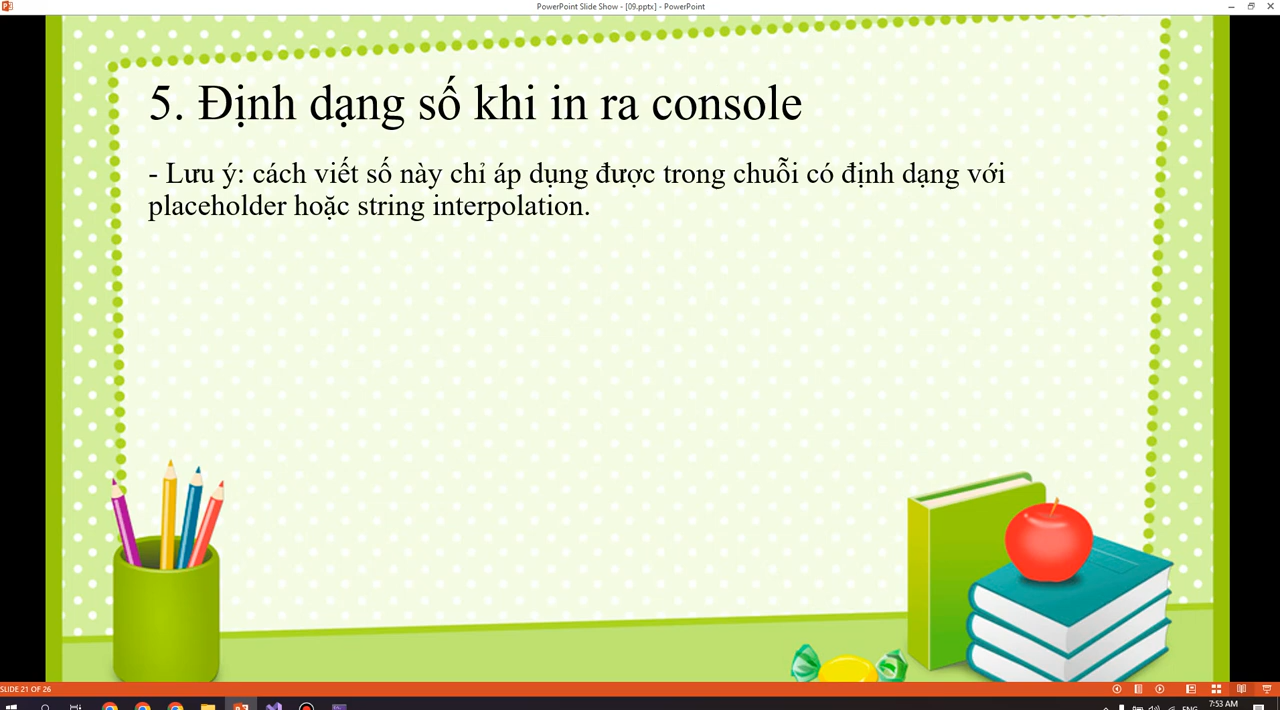 PowerPoint Slide Show - [09.pptx] - PowerPoint
5. Định dạng số khi in ra console
- Lưu ý: cách viết số này chỉ áp dụng được trong chuỗi có định dạng với
placeholder hoặc string interpolation.
SLIDE 21 OF 26
ENG
7:53 AM